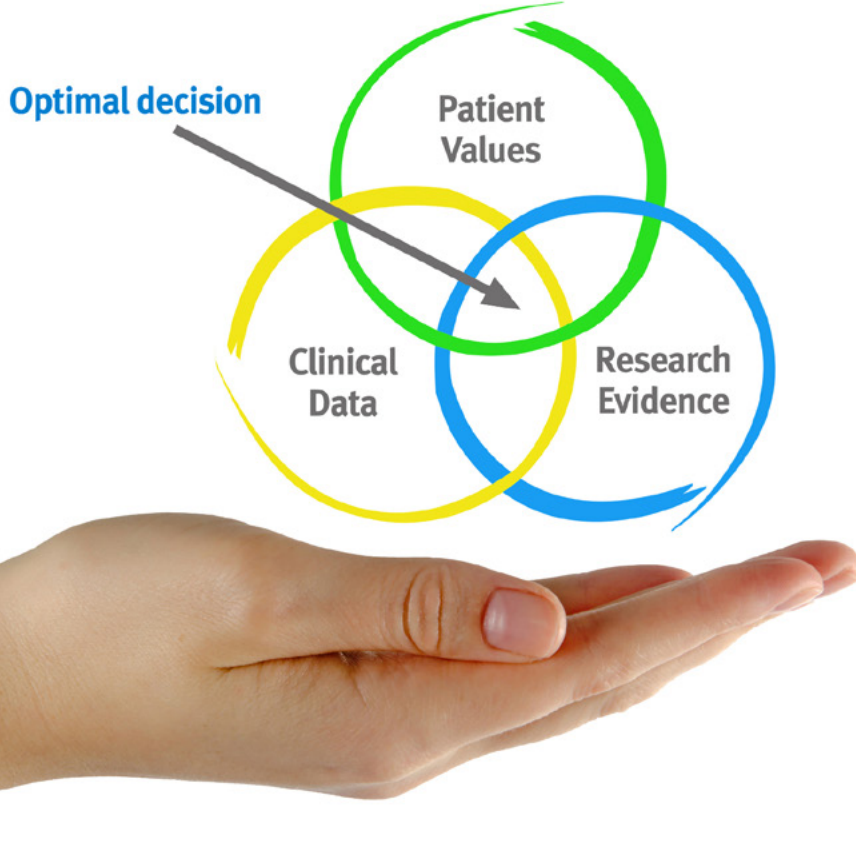 Optimal decision
Patient
Values
Clinical
Data
Research
Evidence